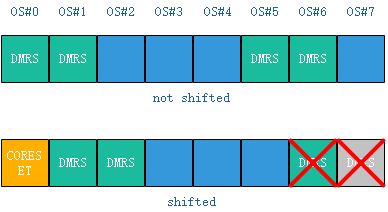 OS#0 OS#1 OS#2 OS#3 OS#4 OS#5 OS#6 OS#7
DMRS DMRS DMRS DMRS
not shifted
CORES
ET DMRS DMRS DMRS DMRS
shifted